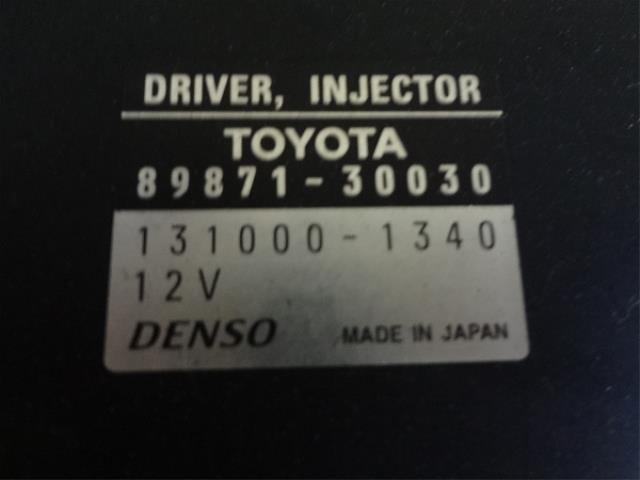 DRIVER, INJECTOR
TOYOTA
89871-30030
131000-1340
12V
DENSO MADE IN JAPAN